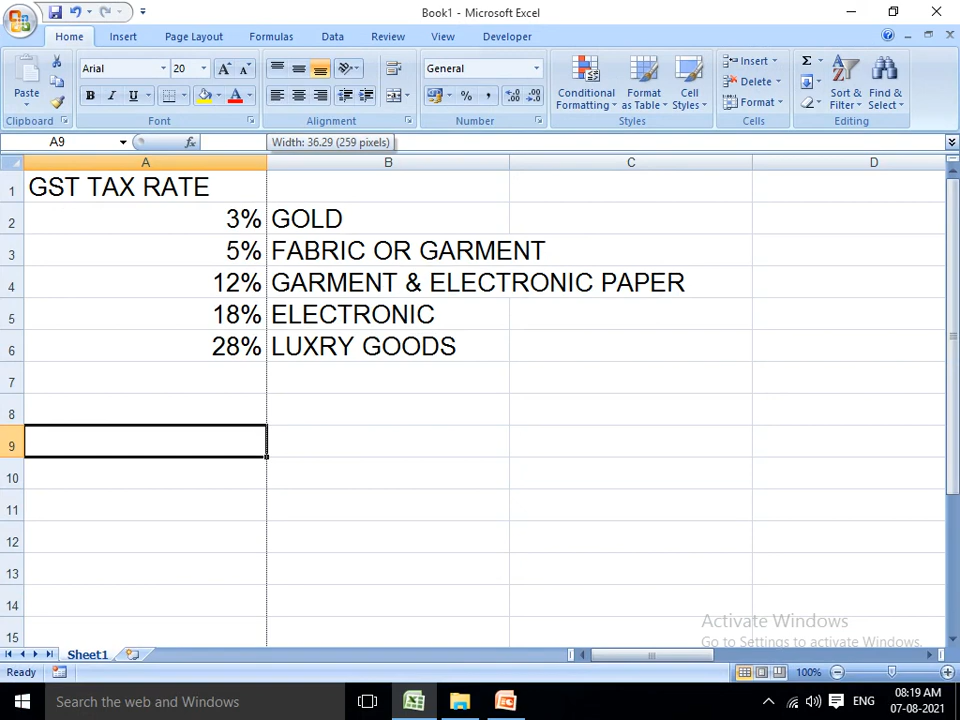 Book1 - Microsoft Excel
Home Insert Page Layout Formulas Data Review View Developer
Paste
Clipboard
Arial 20
B I U
Font
Alignment
General
Number
Conditional Formatting
Format as Table
Cell Styles
Styles
Insert
Delete
Format
Cells
Sort & Filter
Find & Select
Editing
A9 fx Width: 36.29 (259 pixels)
A B C D
1 GST TAX RATE
2 3% GOLD
3 5% FABRIC OR GARMENT
4 12% GARMENT & ELECTRONIC PAPER
5 18% ELECTRONIC
6 28% LUXRY GOODS
7
8
9
10
11
12
13
14
15
Activate Windows
Go to Settings to activate Windows.
Sheet1
Ready 100%
Search the web and Windows
ENG
08:19 AM
07-08-2021